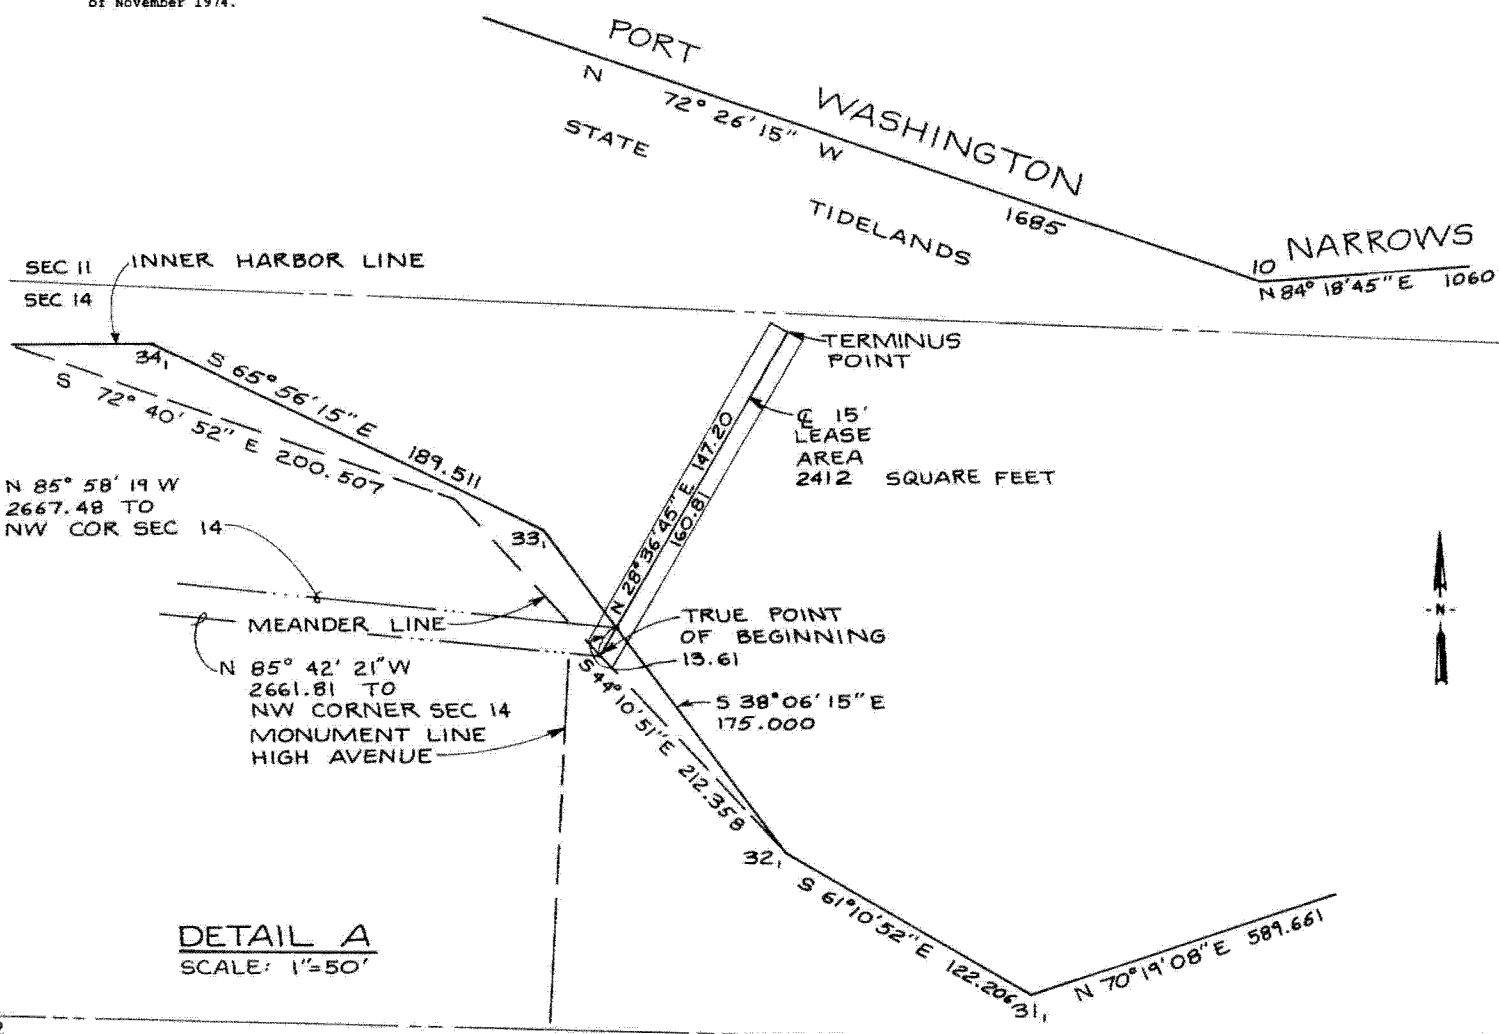 of November 1974.
PORT WASHINGTON NARROWS
N 72° 26' 15" W 1685
STATE TIDELANDS
10
N 84° 18' 45" E 1060
SEC 11
SEC 14
INNER HARBOR LINE
34,
S 65° 56' 15" E 189.511
S 72° 40' 52" E 200.507
TERMINUS
POINT
℄ 15'
LEASE
AREA
2412 SQUARE FEET
N 28° 36' 45" E 147.20
160.81
N 85° 58' 19 W
2667.48 TO
NW COR SEC 14
33,
-N-
MEANDER LINE
TRUE POINT
OF BEGINNING
13.61
N 85° 42' 21" W
2661.81 TO
NW CORNER SEC 14
MONUMENT LINE
HIGH AVENUE
S 38° 06' 15" E
175.000
S 44° 10' 51" E 212.358
32,
S 61° 10' 52" E 122.206
31,
N 70° 19' 08" E 589.661
DETAIL A
SCALE: 1"=50'